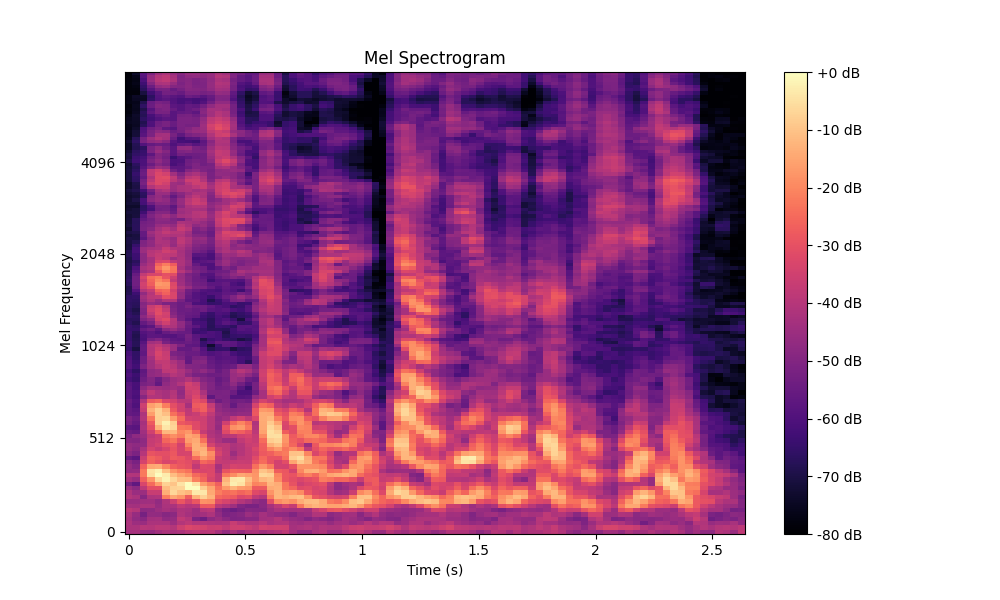 Mel Spectrogram
+0 dB
-10 dB
-20 dB
-30 dB
-40 dB
-50 dB
-60 dB
-70 dB
-80 dB
Mel Frequency
4096
2048
1024
512
0
0
0.5
1
1.5
2
2.5
Time (s)